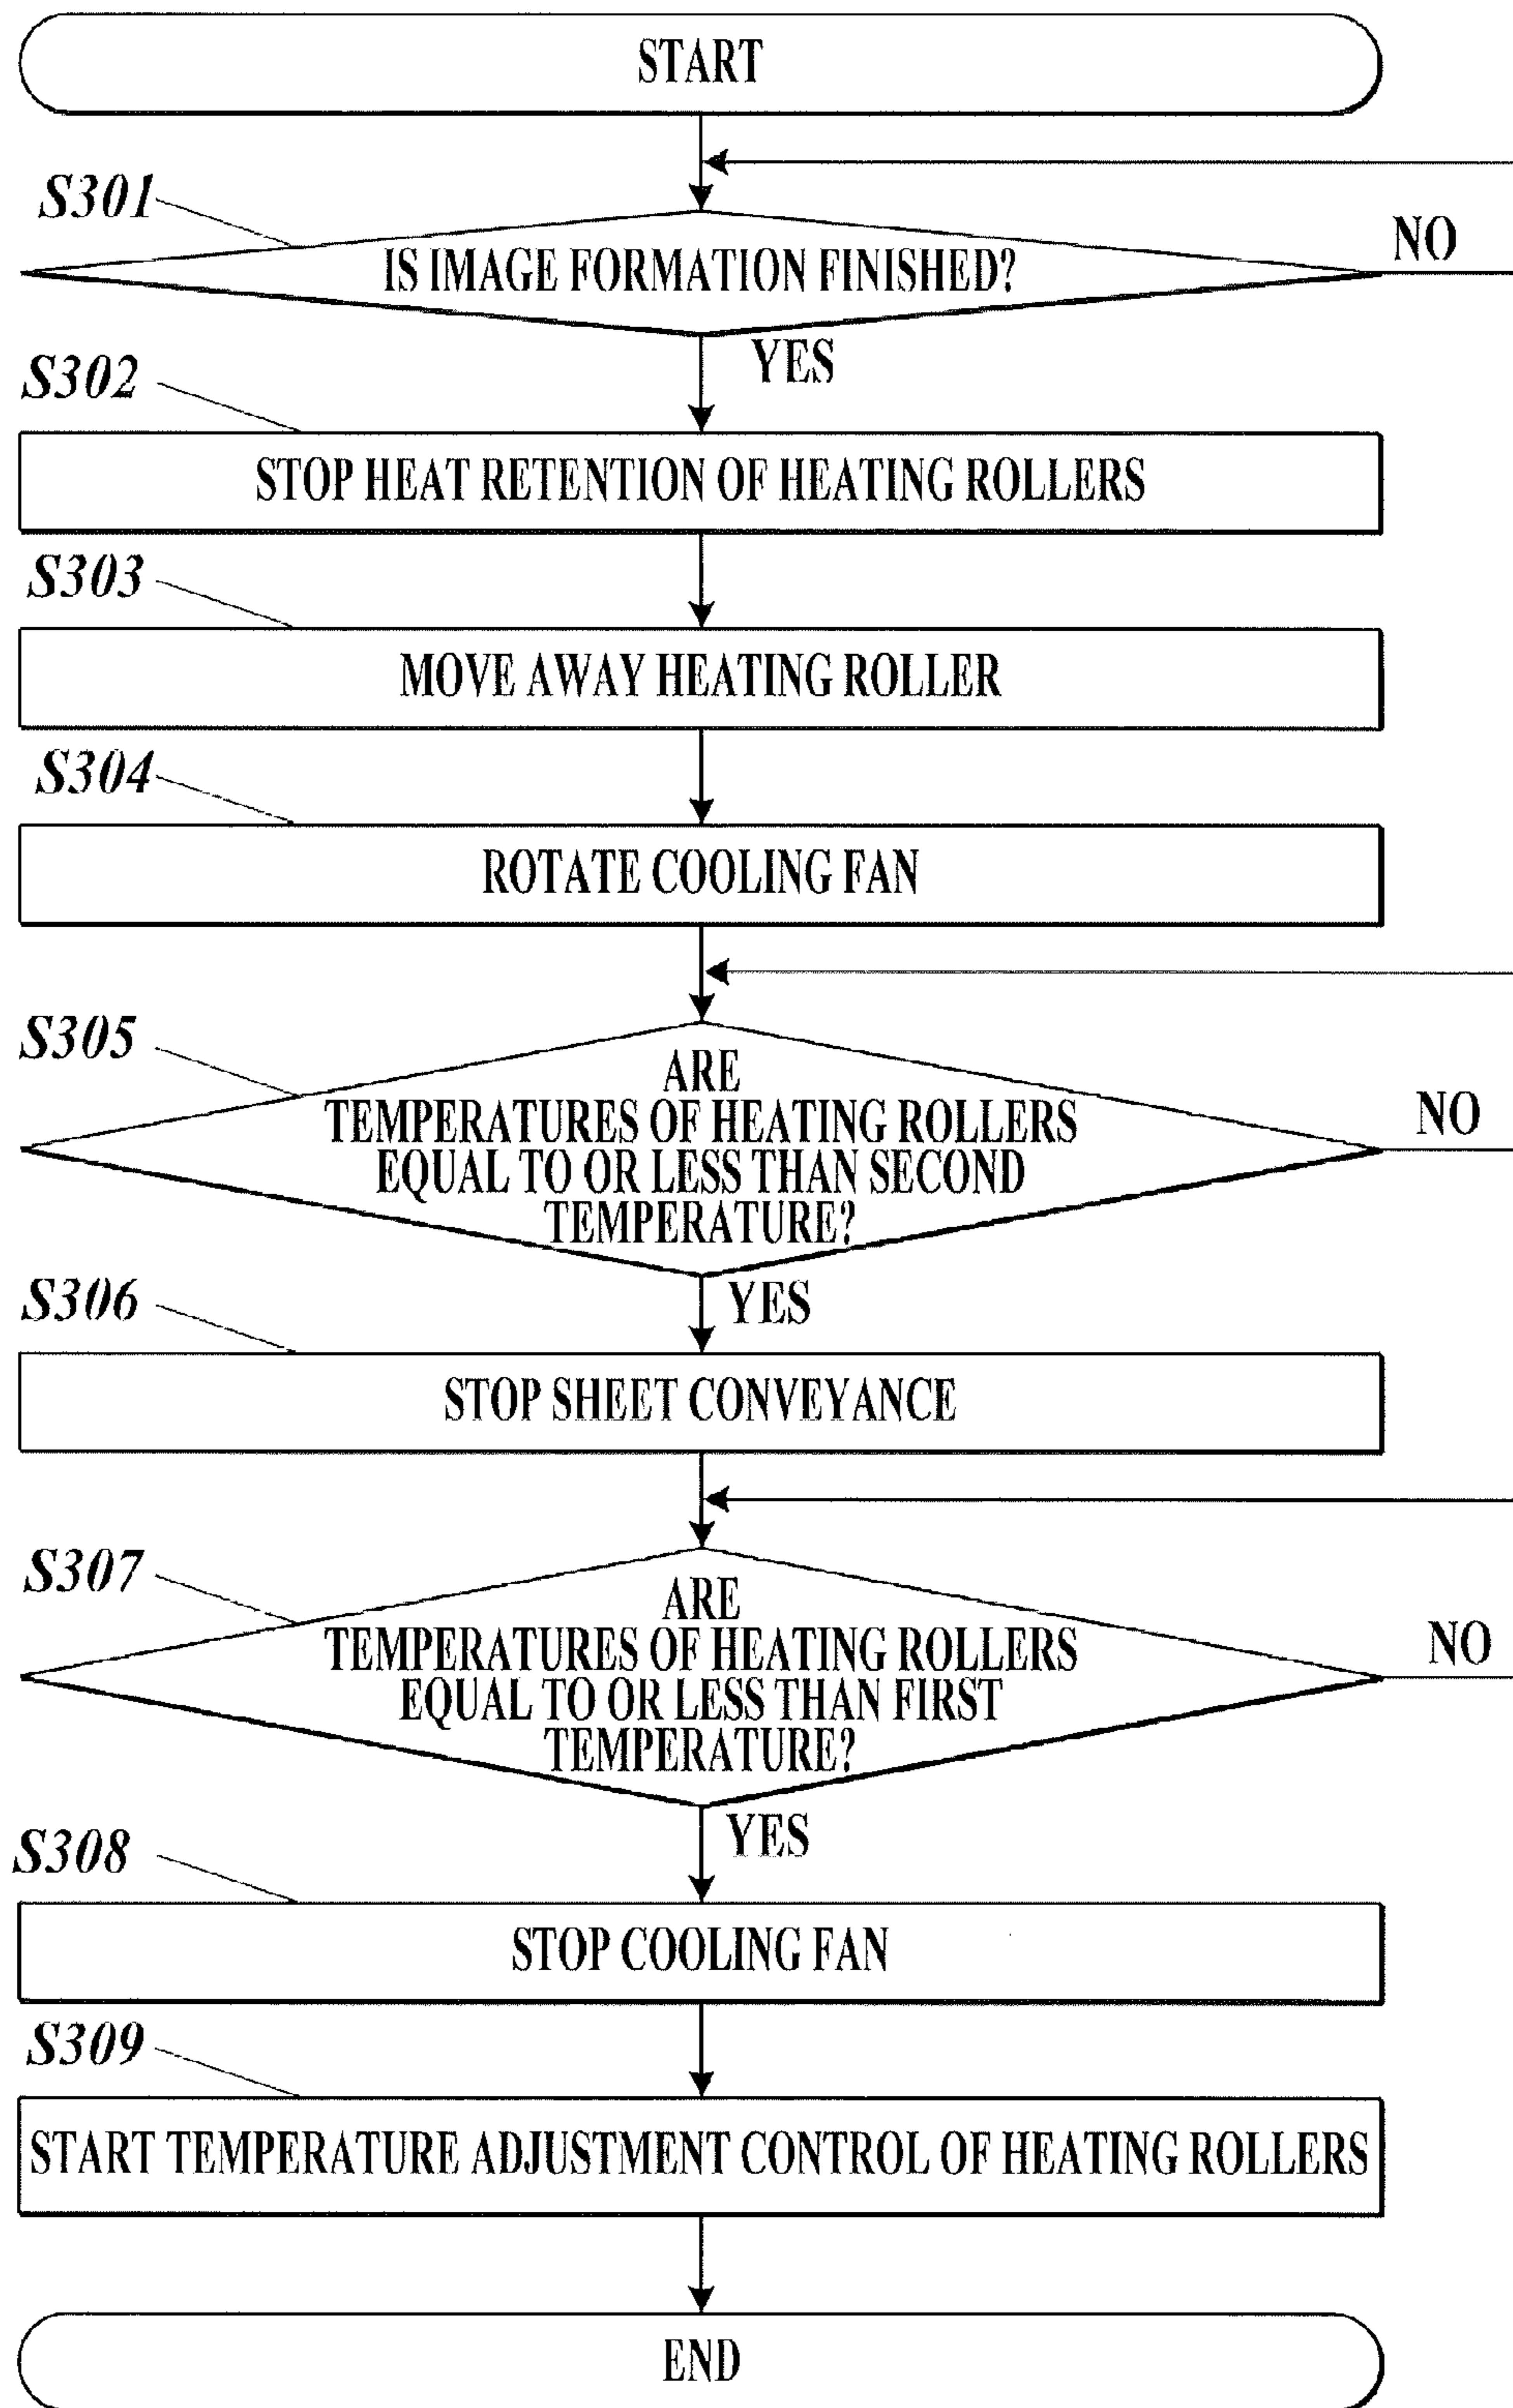 START
S301
IS IMAGE FORMATION FINISHED?
NO
YES
S302
STOP HEAT RETENTION OF HEATING ROLLERS
S303
MOVE AWAY HEATING ROLLER
S304
ROTATE COOLING FAN
S305
ARE
TEMPERATURES OF HEATING ROLLERS
EQUAL TO OR LESS THAN SECOND
TEMPERATURE?
NO
YES
S306
STOP SHEET CONVEYANCE
S307
ARE
TEMPERATURES OF HEATING ROLLERS
EQUAL TO OR LESS THAN FIRST
TEMPERATURE?
NO
YES
S308
STOP COOLING FAN
S309
START TEMPERATURE ADJUSTMENT CONTROL OF HEATING ROLLERS
END